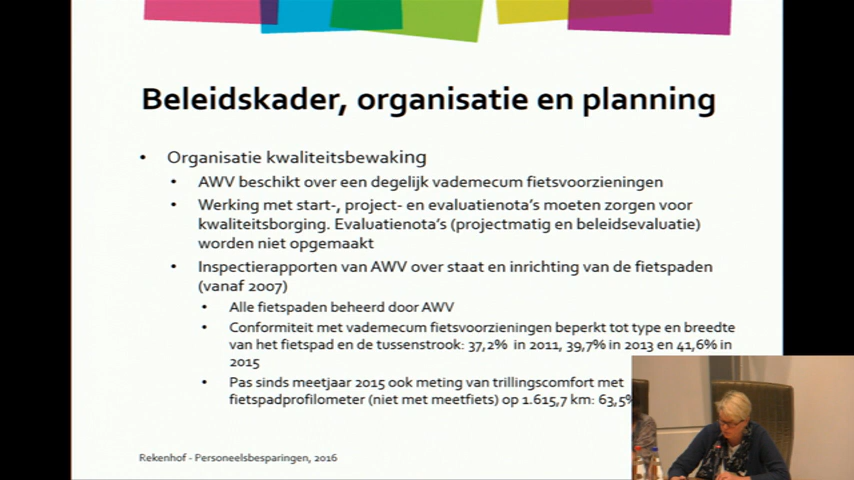 Beleidskader, organisatie en planning
• Organisatie kwaliteitsbewaking
• AWV beschikt over een degelijk vademecum fietsvoorzieningen
• Werking met start-, project- en evaluatienota's moeten zorgen voor
kwaliteitsborging. Evaluatienota's (projectmatig en beleidsevaluatie)
worden niet opgemaakt
• Inspectierapporten van AWV over staat en inrichting van de fietspaden
(vanaf 2007)
• Alle fietspaden beheerd door AWV
• Conformiteit met vademecum fietsvoorzieningen beperkt tot type en breedte
van het fietspad en de tussenstrook: 37,2% in 2011, 39,7% in 2013 en 41,6% in
2015
• Pas sinds meetjaar 2015 ook meting van trillingscomfort met
fietspadprofilometer (niet met meetfiets) op 1.615,7 km: 63,5%
Rekenhof - Personeelsbesparingen, 2016